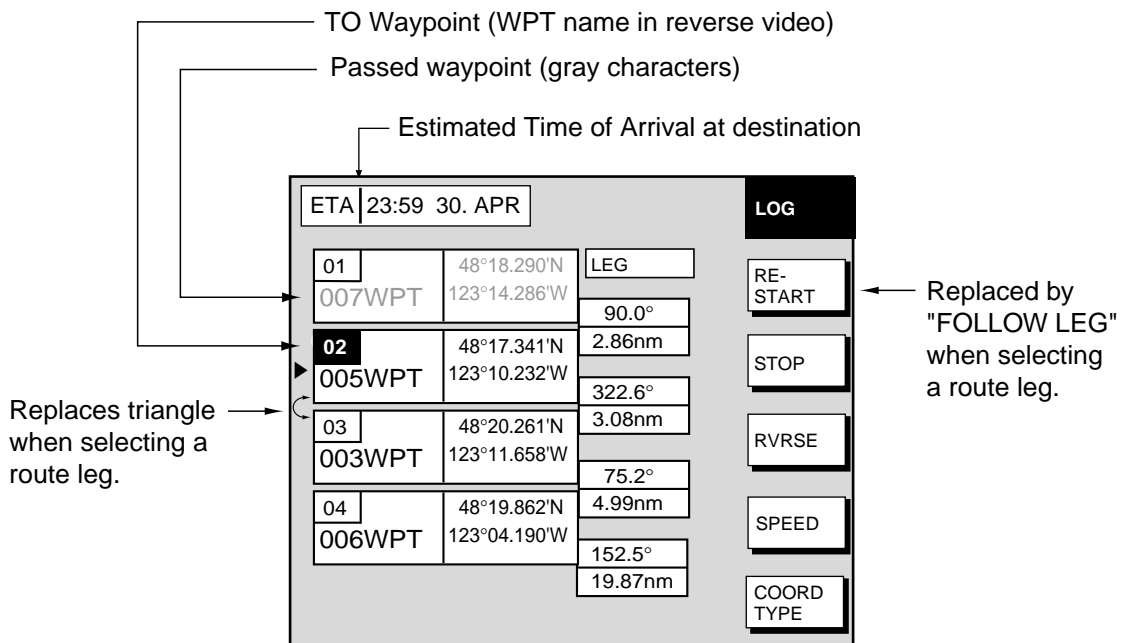 TO Waypoint (WPT name in reverse video)
Passed waypoint (gray characters)
Estimated Time of Arrival at destination
ETA 23:59 30. APR
LOG
01
007WPT
48°18.290'N
123°14.286'W
LEG
90.0°
2.86nm
02
005WPT
48°17.341'N
123°10.232'W
322.6°
3.08nm
03
003WPT
48°20.261'N
123°11.658'W
75.2°
4.99nm
04
006WPT
48°19.862'N
123°04.190'W
152.5°
19.87nm
RE-
START
STOP
RVRSE
SPEED
COORD
TYPE
Replaces triangle
when selecting a
route leg.
Replaced by
"FOLLOW LEG"
when selecting
a route leg.